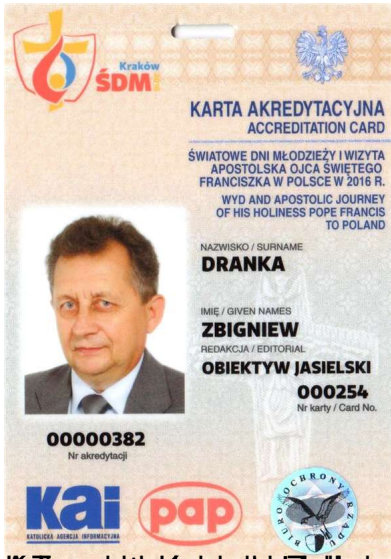 Kraków
ŚDM
KARTA AKREDYTACYJNA
ACCREDITATION CARD
ŚWIATOWE DNI MŁODZIEŻY I WIZYTA
APOSTOLSKA OJCA ŚWIĘTEGO
FRANCISZKA W POLSCE W 2016 R.
WYD AND APOSTOLIC JOURNEY
OF HIS HOLINESS POPE FRANCIS
TO POLAND
NAZWISKO / SURNAME
DRANKA
IMIĘ / GIVEN NAMES
ZBIGNIEW
REDAKCJA / EDITORIAL
OBIEKTYW JASIELSKI
000254
Nr karty / Card No.
00000382
Nr akredytacji
kai
KATOLICKA AGENCJA INFORMACYJNA
pap
BIURO OCHRONY RZĄDU